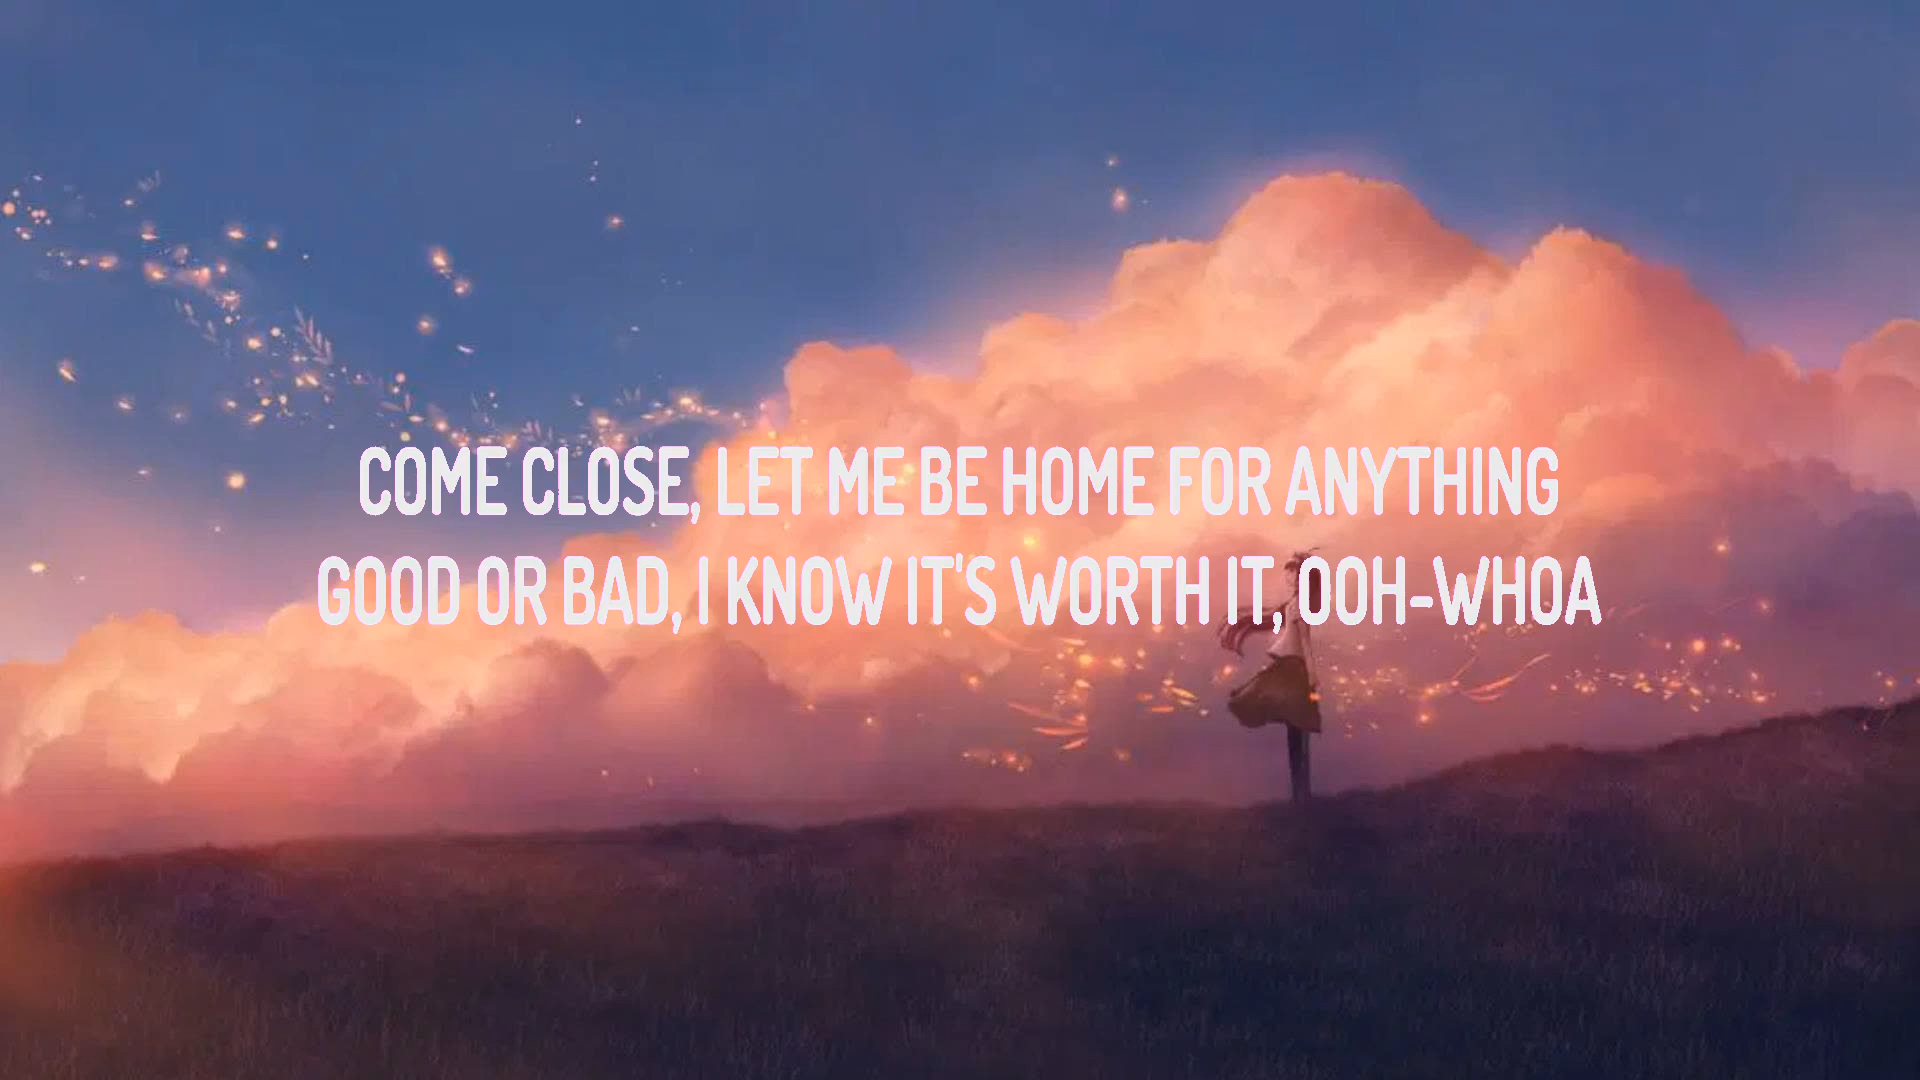 COME CLOSE, LET ME BE HOME FOR ANYTHING
GOOD OR BAD, I KNOW IT'S WORTH IT, OOH-WHOA